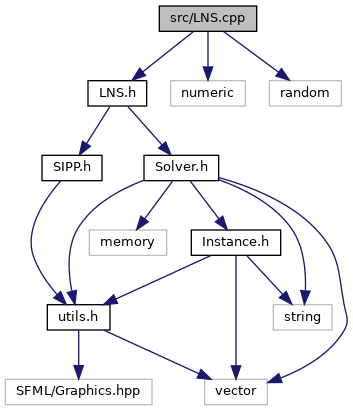 src/LNS.cpp
LNS.h
numeric
random
SIPP.h
Solver.h
memory
Instance.h
utils.h
string
SFML/Graphics.hpp
vector